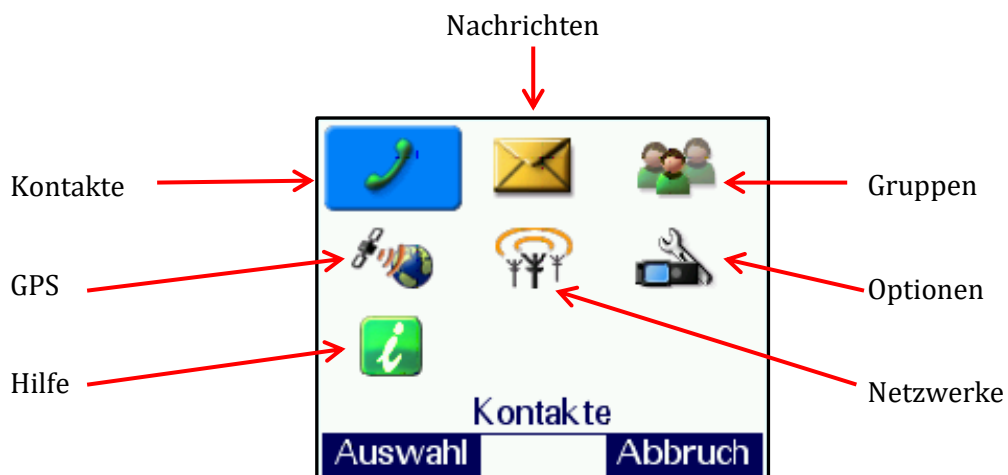 Nachrichten
Kontakte
Gruppen
GPS
Optionen
Hilfe
Netzwerke
Kontakte
Auswahl
Abbruch